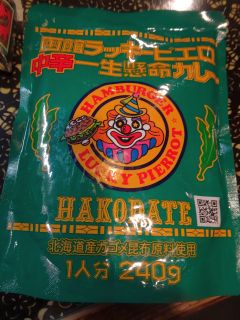 函館ラッキーピエロ
中辛一生懸命カレー
HAMBURGER
LUCKY PIERROT
HAKODATE
北海道産ガゴメ昆布原料使用
1人分 240g